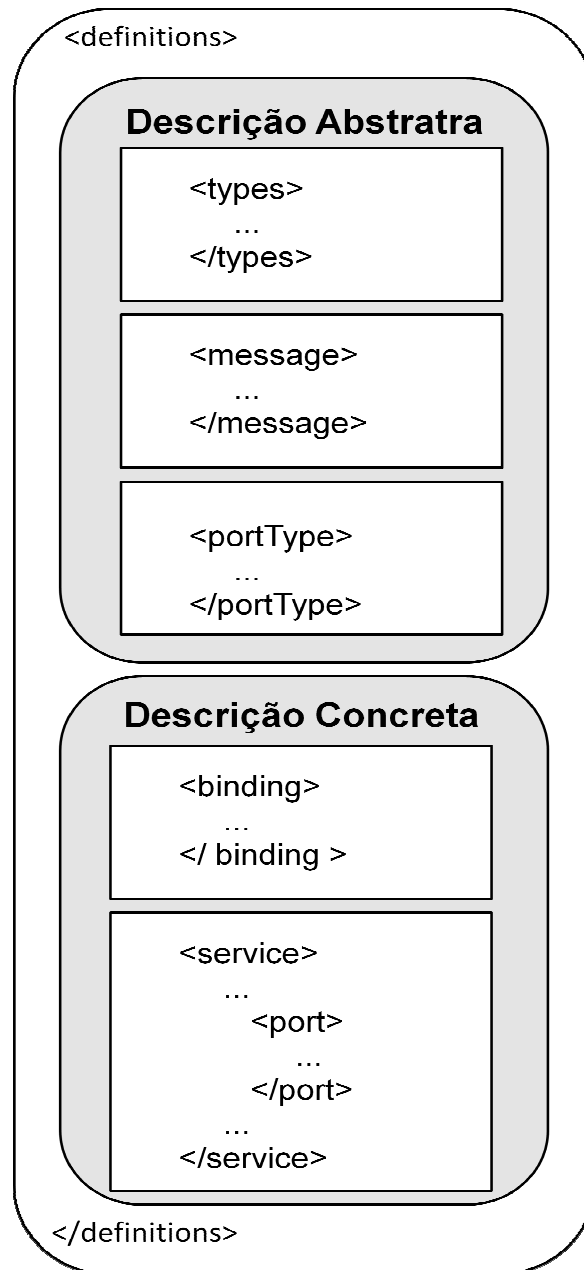 <definitions>
Descrição Abstratra
<types>
...
</types>
<message>
...
</message>
<portType>
...
</portType>
Descrição Concreta
<binding>
...
</ binding >
<service>
...
<port>
...
</port>
...
</service>
</definitions>